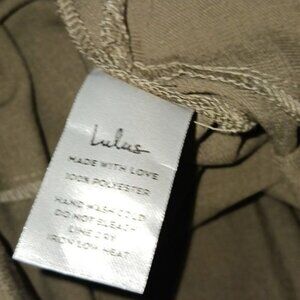 Lulus
MADE WITH LOVE
100% POLYESTER
HAND WASH COLD
DO NOT BLEACH
LINE DRY
IRON LOW HEAT